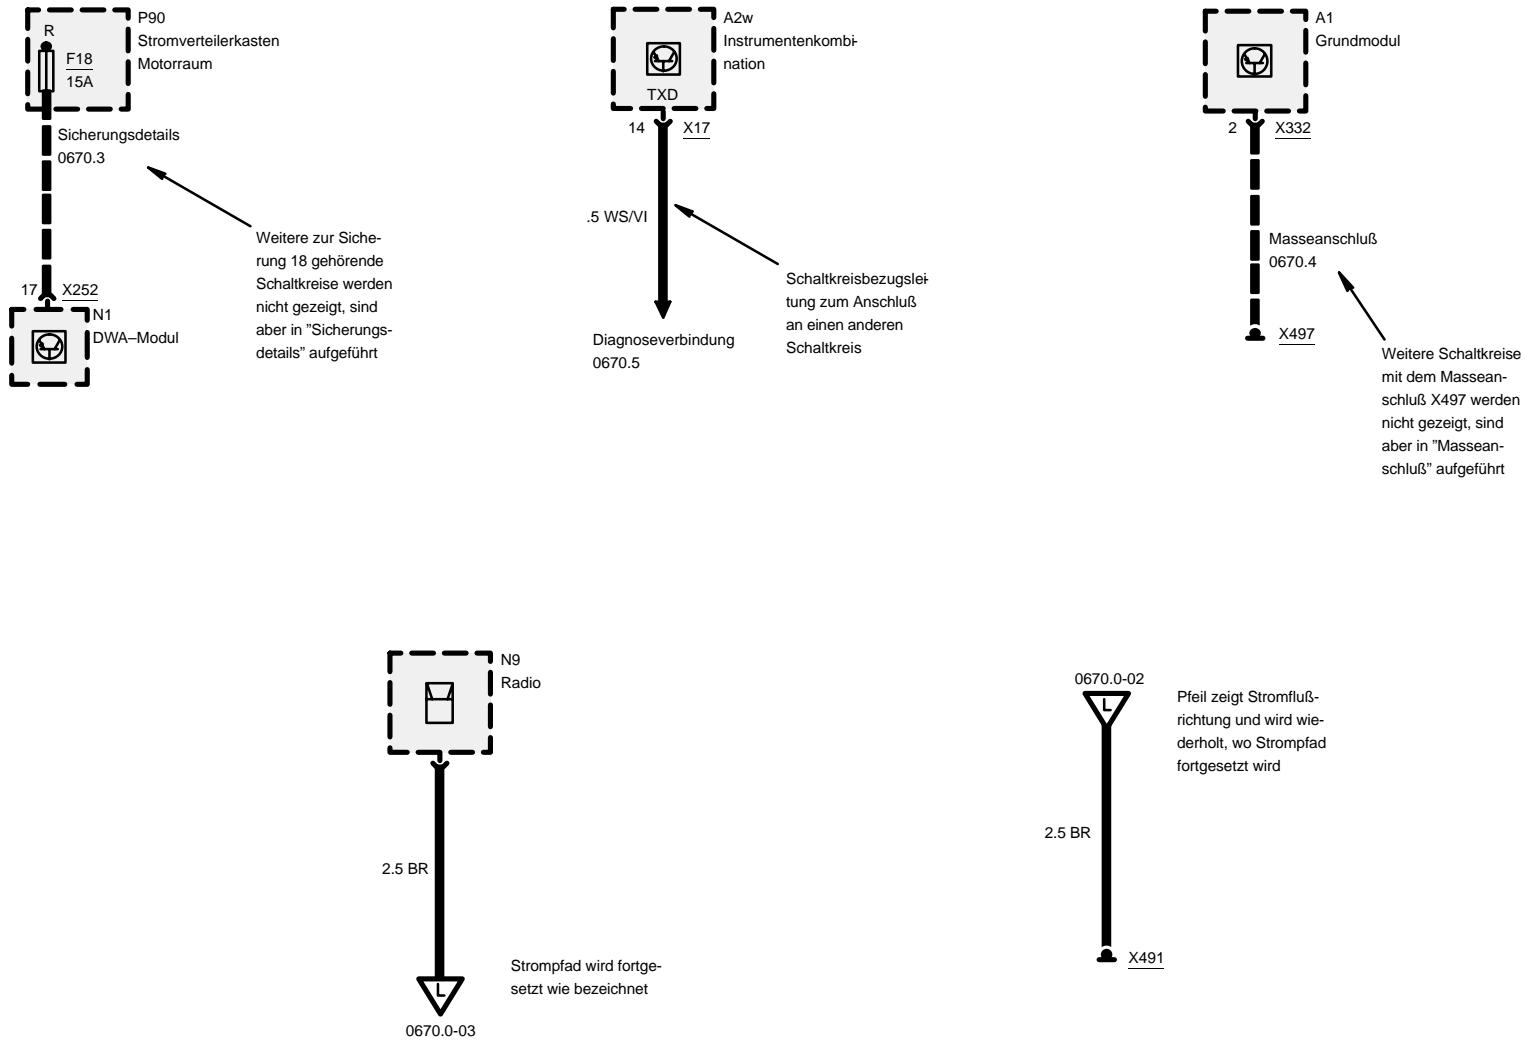 P90
Stromverteilerkasten
Motorraum
R
F18
15A
Sicherungsdetails
0670.3
17
X252
N1
DWA–Modul
Weitere zur Siche-
rung 18 gehörende
Schaltkreise werden
nicht gezeigt, sind
aber in ”Sicherungs-
details” aufgeführt
A2w
Instrumentenkombi-
nation
TXD
14
X17
.5 WS/VI
Schaltkreisbezugslei-
tung zum Anschluß
an einen anderen
Schaltkreis
Diagnoseverbindung
0670.5
A1
Grundmodul
2
X332
Masseanschluß
0670.4
X497
Weitere Schaltkreise
mit dem Massean-
schluß X497 werden
nicht gezeigt, sind
aber in ”Massean-
schluß” aufgeführt
N9
Radio
2.5 BR
Strompfad wird fortge-
setzt wie bezeichnet
L
0670.0-03
0670.0-02
L
Pfeil zeigt Stromfluß-
richtung und wird wie-
derholt, wo Strompfad
fortgesetzt wird
2.5 BR
X491